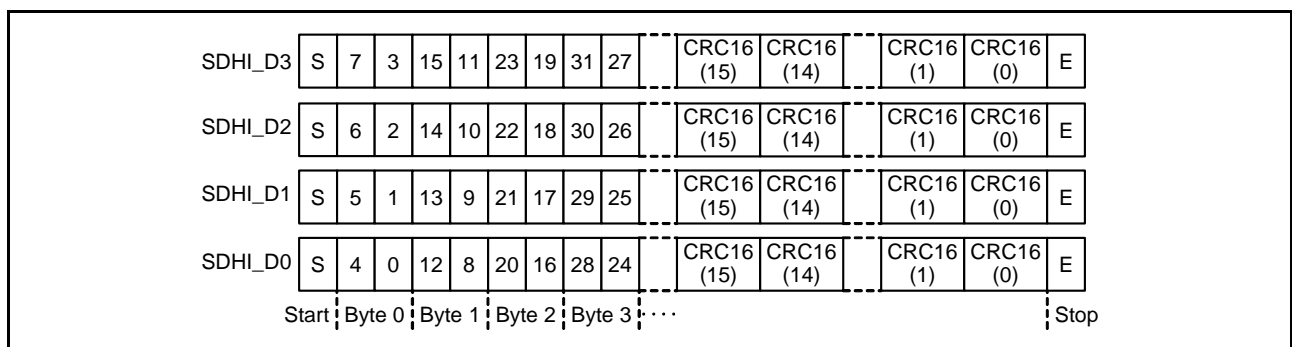 SDHI_D3 S 7 3 15 11 23 19 31 27 CRC16 (15) CRC16 (14) CRC16 (1) CRC16 (0) E
SDHI_D2 S 6 2 14 10 22 18 30 26 CRC16 (15) CRC16 (14) CRC16 (1) CRC16 (0) E
SDHI_D1 S 5 1 13 9 21 17 29 25 CRC16 (15) CRC16 (14) CRC16 (1) CRC16 (0) E
SDHI_D0 S 4 0 12 8 20 16 28 24 CRC16 (15) CRC16 (14) CRC16 (1) CRC16 (0) E
Start Byte 0 Byte 1 Byte 2 Byte 3 ···· Stop